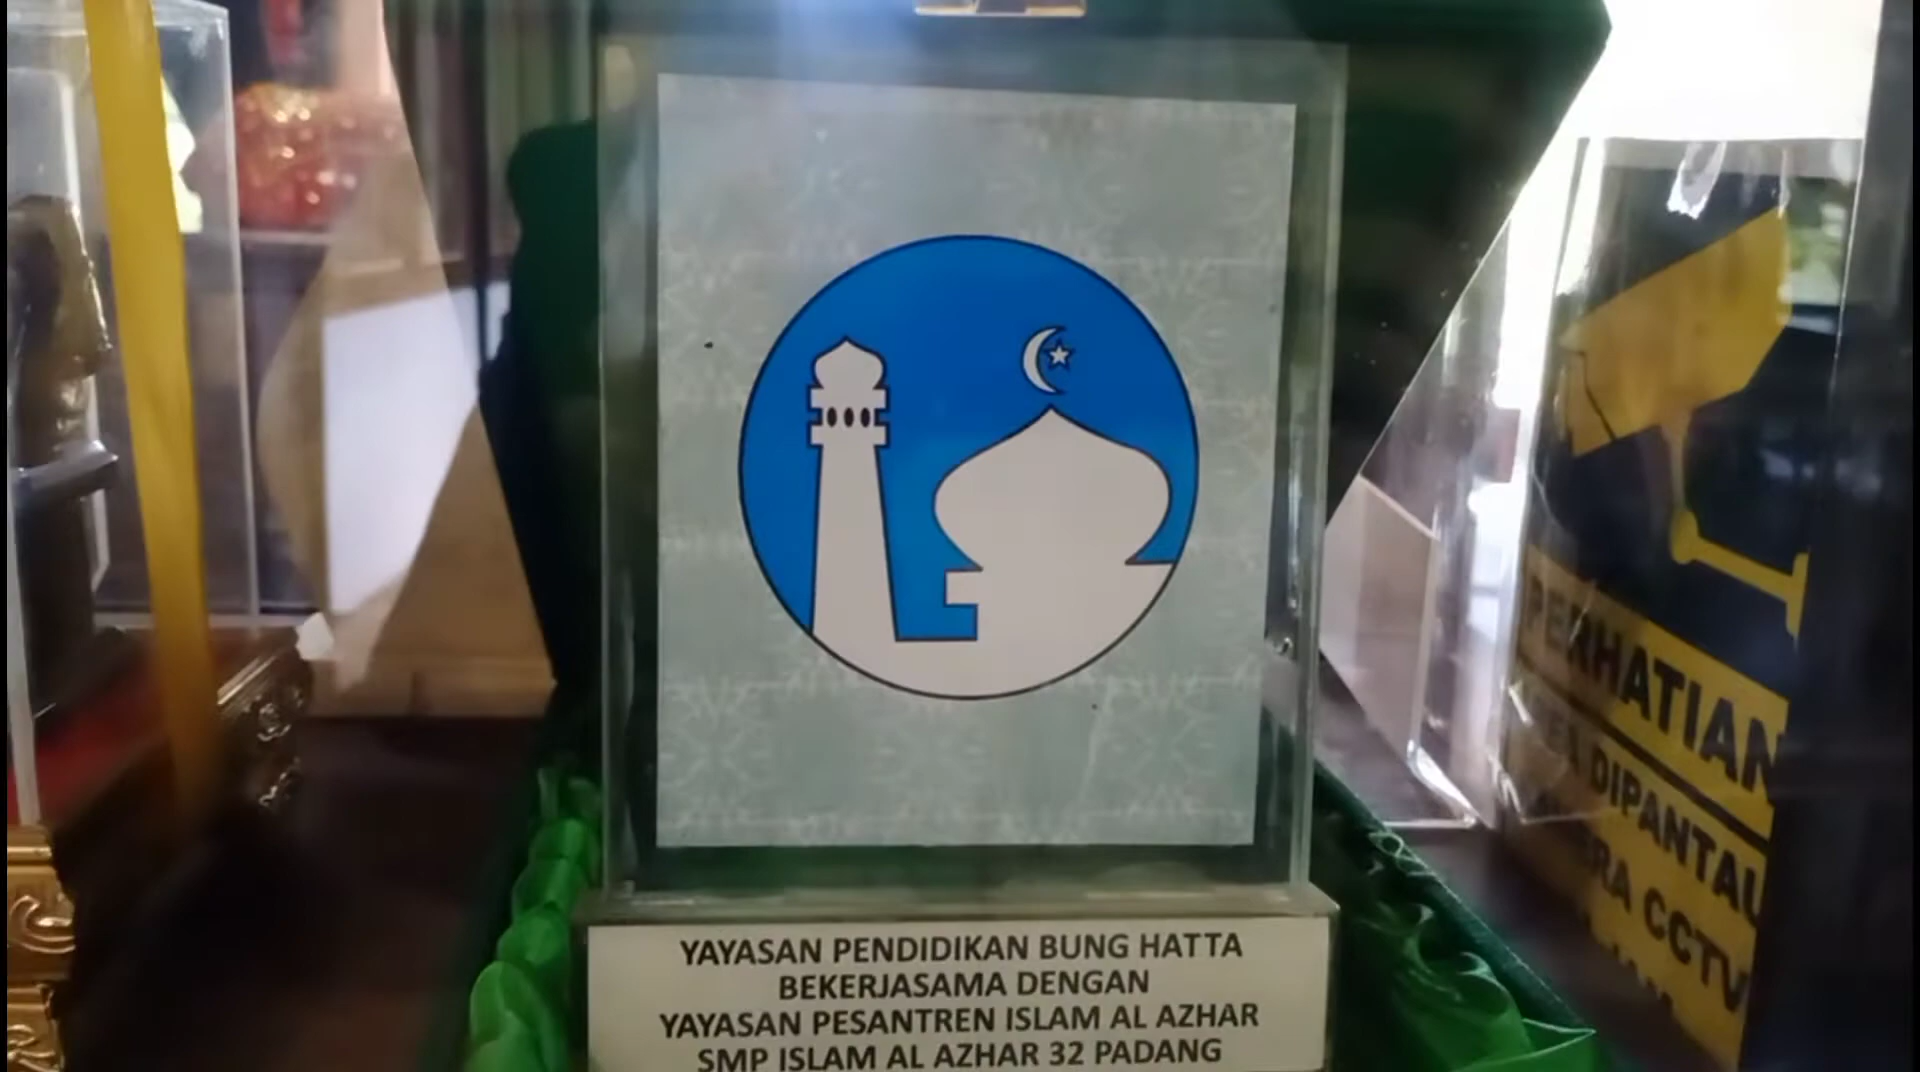 YAYASAN PENDIDIKAN BUNG HATTA
BEKERJASAMA DENGAN
YAYASAN PESANTREN ISLAM AL AZHAR
SMP ISLAM AL AZHAR 32 PADANG
PERHATIAN
DIPANTAU
CCTV